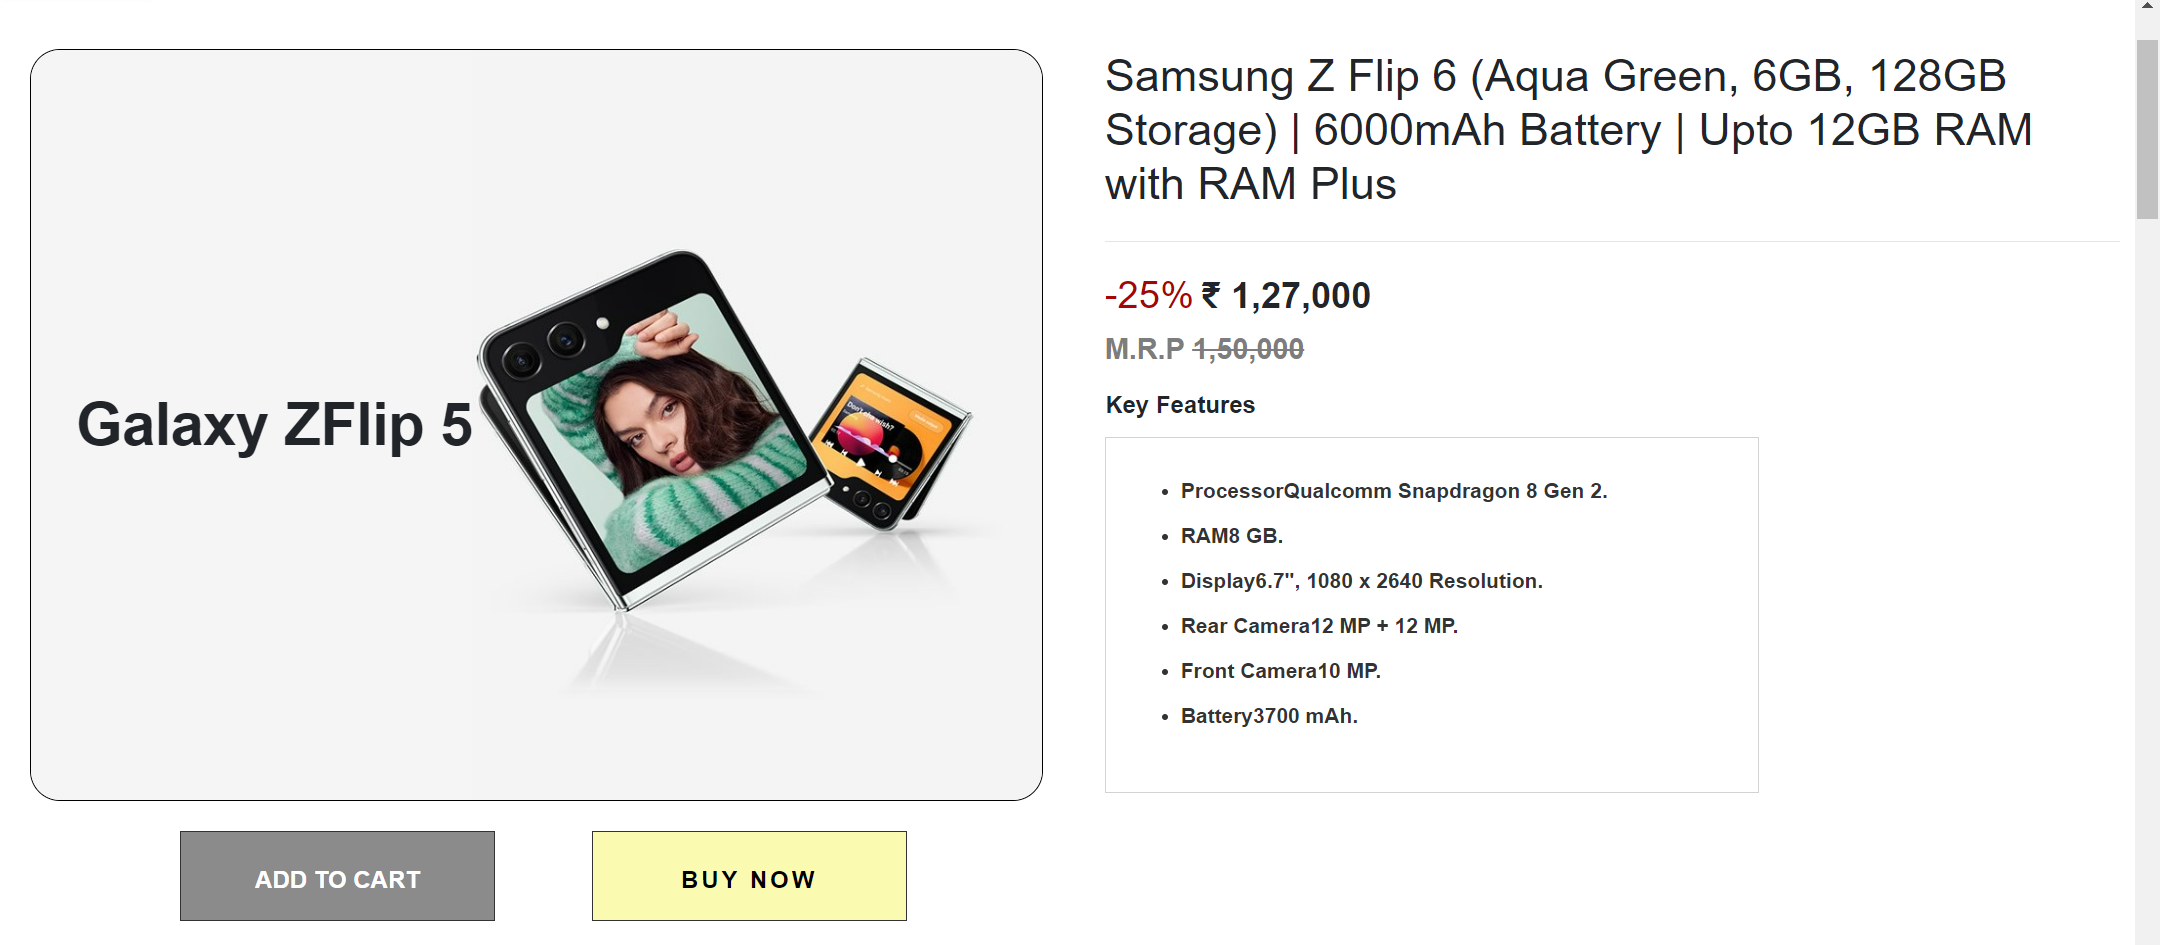 Samsung Z Flip 6 (Aqua Green, 6GB, 128GB
Storage) | 6000mAh Battery | Upto 12GB RAM
with RAM Plus
-25% ₹ 1,27,000
M.R.P 1,50,000
Key Features
Galaxy ZFlip 5
Don't
wish?
• ProcessorQualcomm Snapdragon 8 Gen 2.
• RAM8 GB.
• Display6.7", 1080 x 2640 Resolution.
• Rear Camera12 MP + 12 MP.
• Front Camera10 MP.
• Battery3700 mAh.
ADD TO CART
BUY NOW